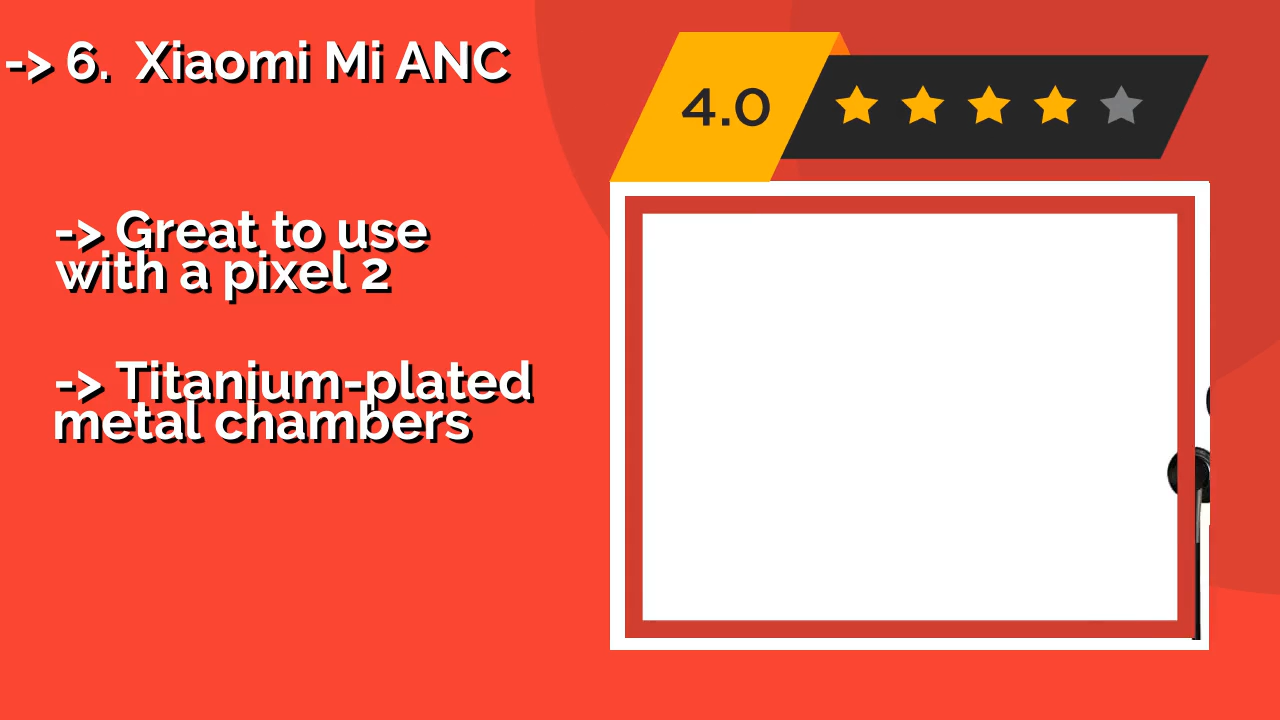 -> 6.  Xiaomi Mi ANC
4.0
-> Great to use
with a pixel 2
-> Titanium-plated
metal chambers